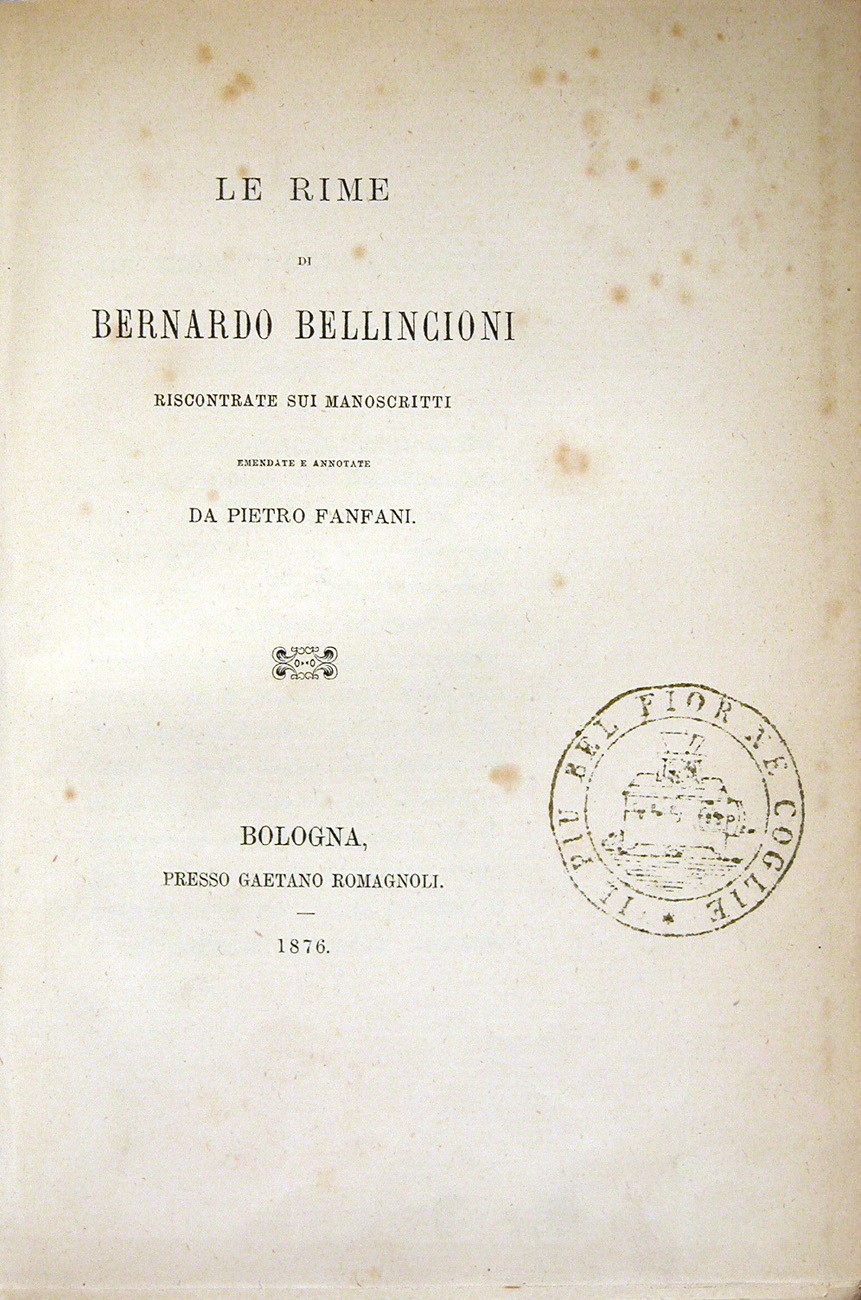 LE RIME
DI
BERNARDO BELLINCIONI
RISCONTRATE SUI MANOSCRITTI
EMENDATE E ANNOTATE
DA PIETRO FANFANI.
BOLOGNA,
PRESSO GAETANO ROMAGNOLI.
1876.
IL PIU BEL FIOR NE COGLIE *